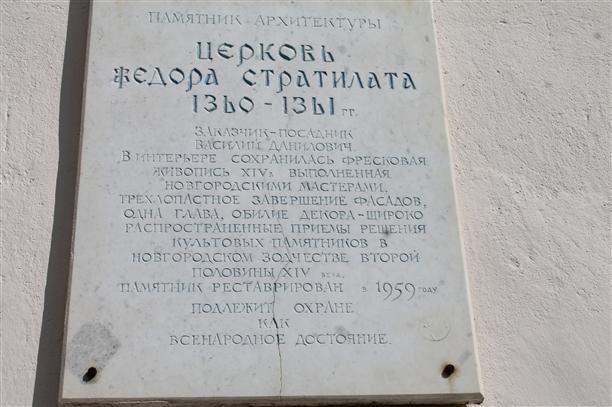 ПАМЯТНИК АРХИТЕКТУРЫ
ЦЕРКОВЬ
ФЕДОРА СТРАТИЛАТА
1360-1361 гг.
ЗАКАЗЧИК-ПОСАДНИК
ВАСИЛИЙ ДАНИЛОВИЧ.
В ИНТЕРЬЕРЕ СОХРАНИЛАСЬ ФРЕСКОВАЯ
ЖИВОПИСЬ XIV в. ВЫПОЛНЕННАЯ
НОВГОРОДСКИМИ МАСТЕРАМИ.
ТРЕХЛОПАСТНОЕ ЗАВЕРШЕНИЕ ФАСАДОВ,
ОДНА ГЛАВА, ОБИЛИЕ ДЕКОРА-ШИРОКО
РАСПРОСТРАНЕННЫЕ ПРИЕМЫ РЕШЕНИЯ
КУЛЬТОВЫХ ПАМЯТНИКОВ В
НОВГОРОДСКОМ ЗОДЧЕСТВЕ ВТОРОЙ
ПОЛОВИНЫ XIV века.
ПАМЯТНИК РЕСТАВРИРОВАН в 1959 году.
ПОДЛЕЖИТ ОХРАНЕ
КАК
ВСЕНАРОДНОЕ ДОСТОЯНИЕ.